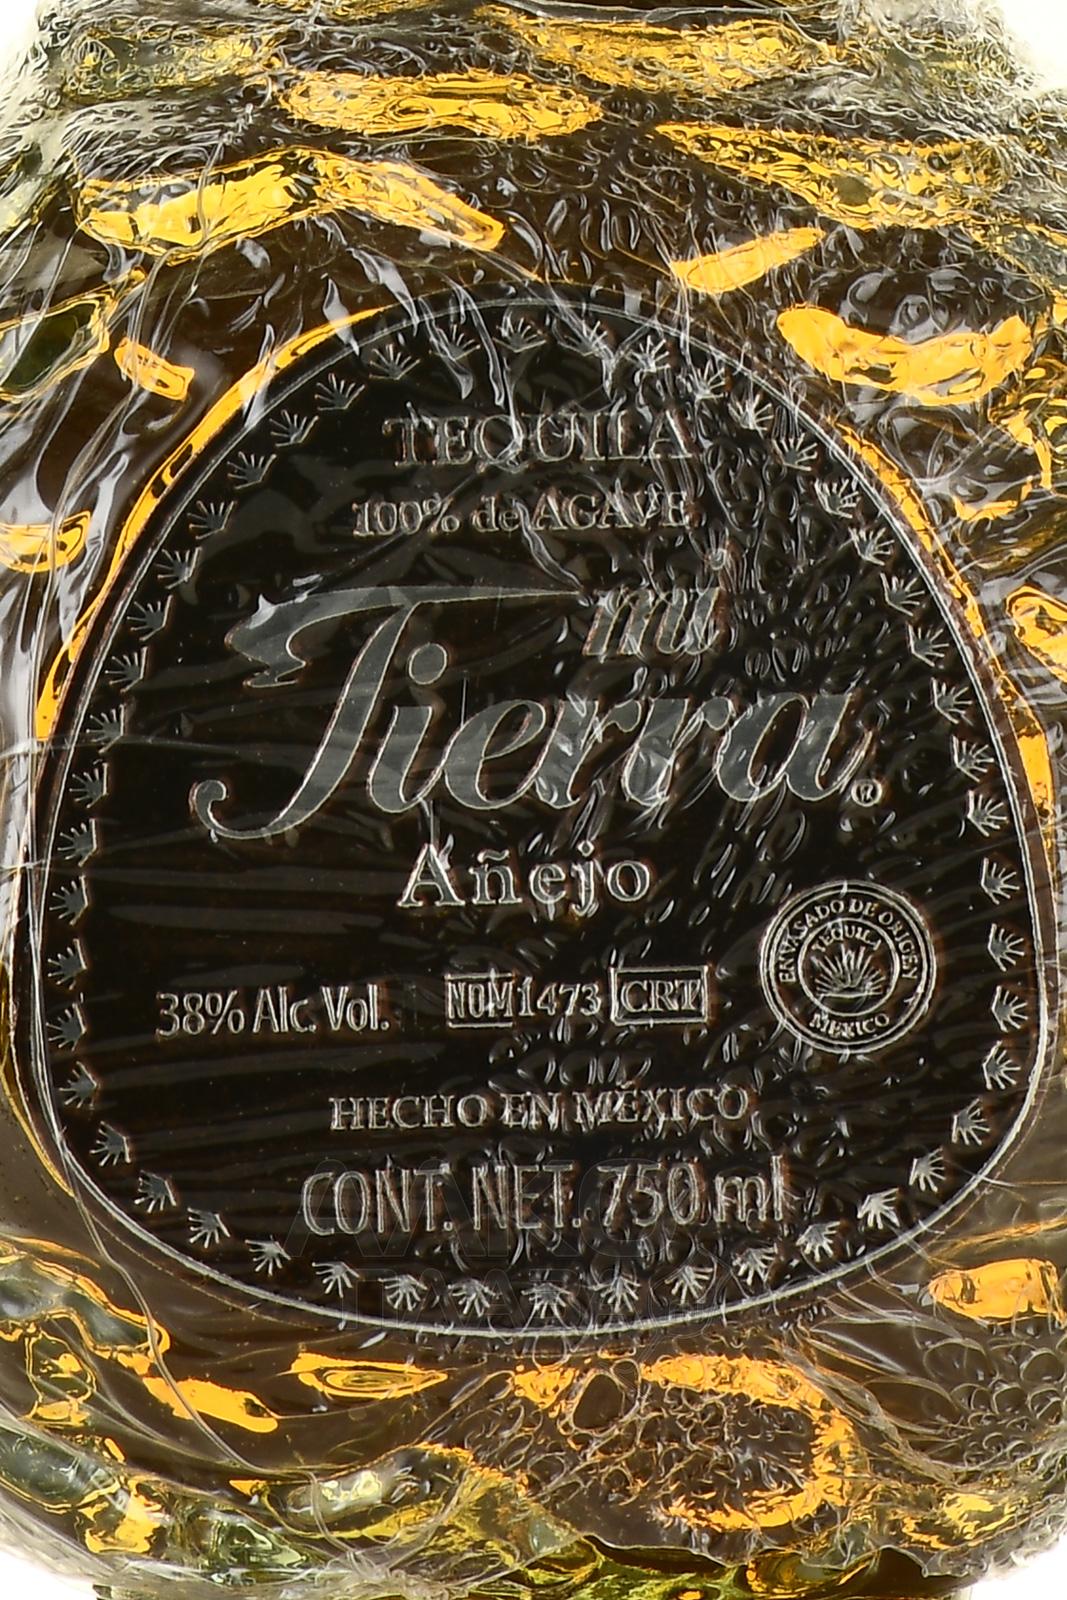 TEQUILA
100% de AGAVE
mi
Tierra®
Añejo
38% Alc. Vol. NOM 1473 CRT
ENVASADO DE ORIGEN
TEQUILA
MEXICO
HECHO EN MÉXICO
CONT. NET. 750 ml